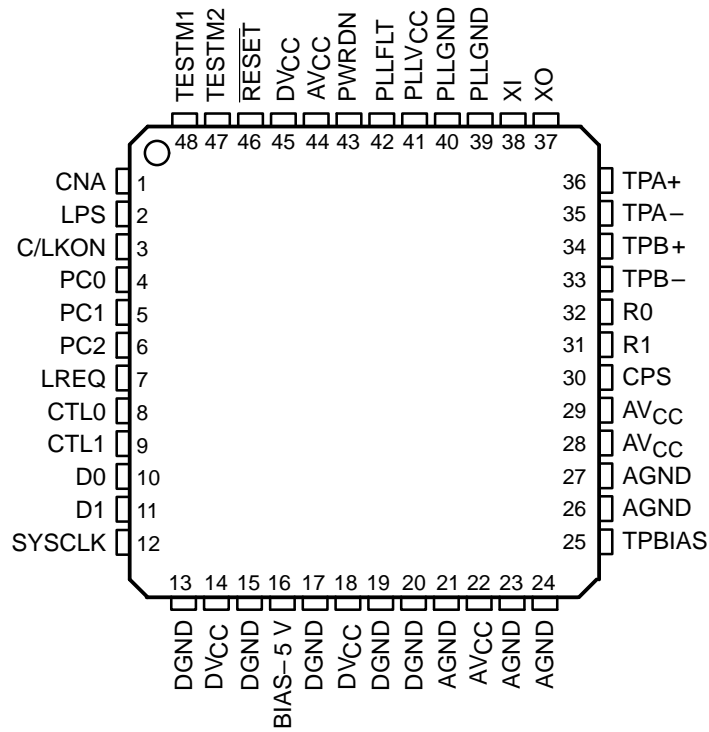 TESTM1
TESTM2
RESET
DVCC
AVCC
PWRDN
PLLFLT
PLLVCC
PLLGND
PLLGND
XI
XO
48 47 46 45 44 43 42 41 40 39 38 37
CNA 1
LPS 2
C/LKON 3
PC0 4
PC1 5
PC2 6
LREQ 7
CTL0 8
CTL1 9
D0 10
D1 11
SYSCLK 12
36 TPA+
35 TPA−
34 TPB+
33 TPB−
32 R0
31 R1
30 CPS
29 AVCC
28 AVCC
27 AGND
26 AGND
25 TPBIAS
13 14 15 16 17 18 19 20 21 22 23 24
DGND
DVCC
DGND
BIAS−5 V
DGND
DVCC
DGND
DGND
AGND
AVCC
AGND
AGND